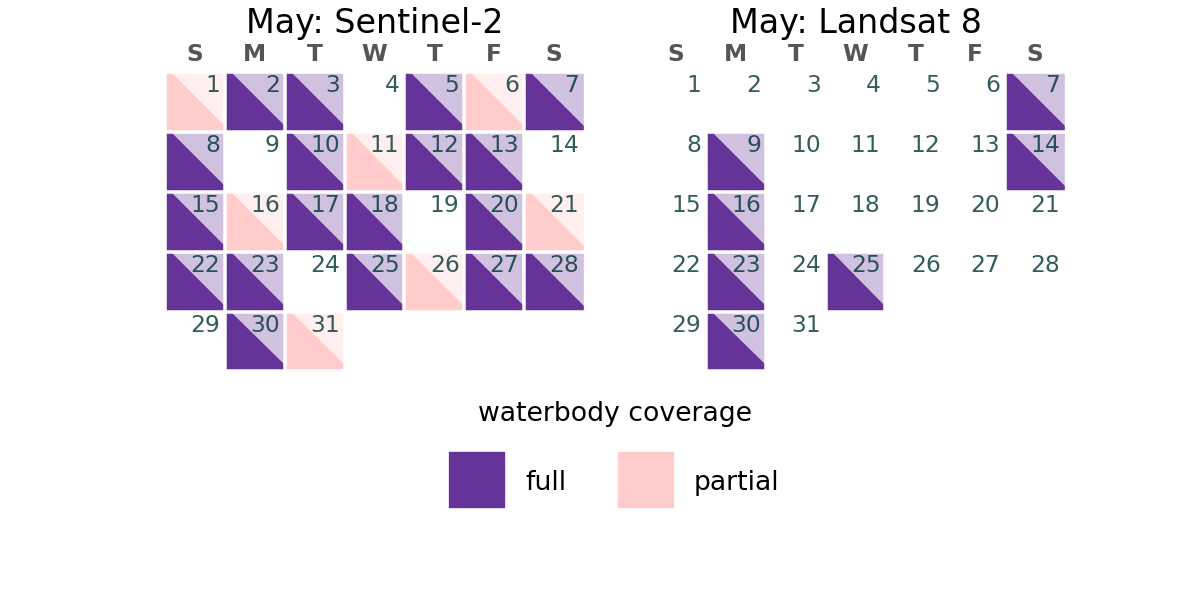 May: Sentinel-2
S M T W T F S
1 2 3 4 5 6 7
8 9 10 11 12 13 14
15 16 17 18 19 20 21
22 23 24 25 26 27 28
29 30 31
May: Landsat 8
S M T W T F S
1 2 3 4 5 6 7
8 9 10 11 12 13 14
15 16 17 18 19 20 21
22 23 24 25 26 27 28
29 30 31
waterbody coverage
full
partial